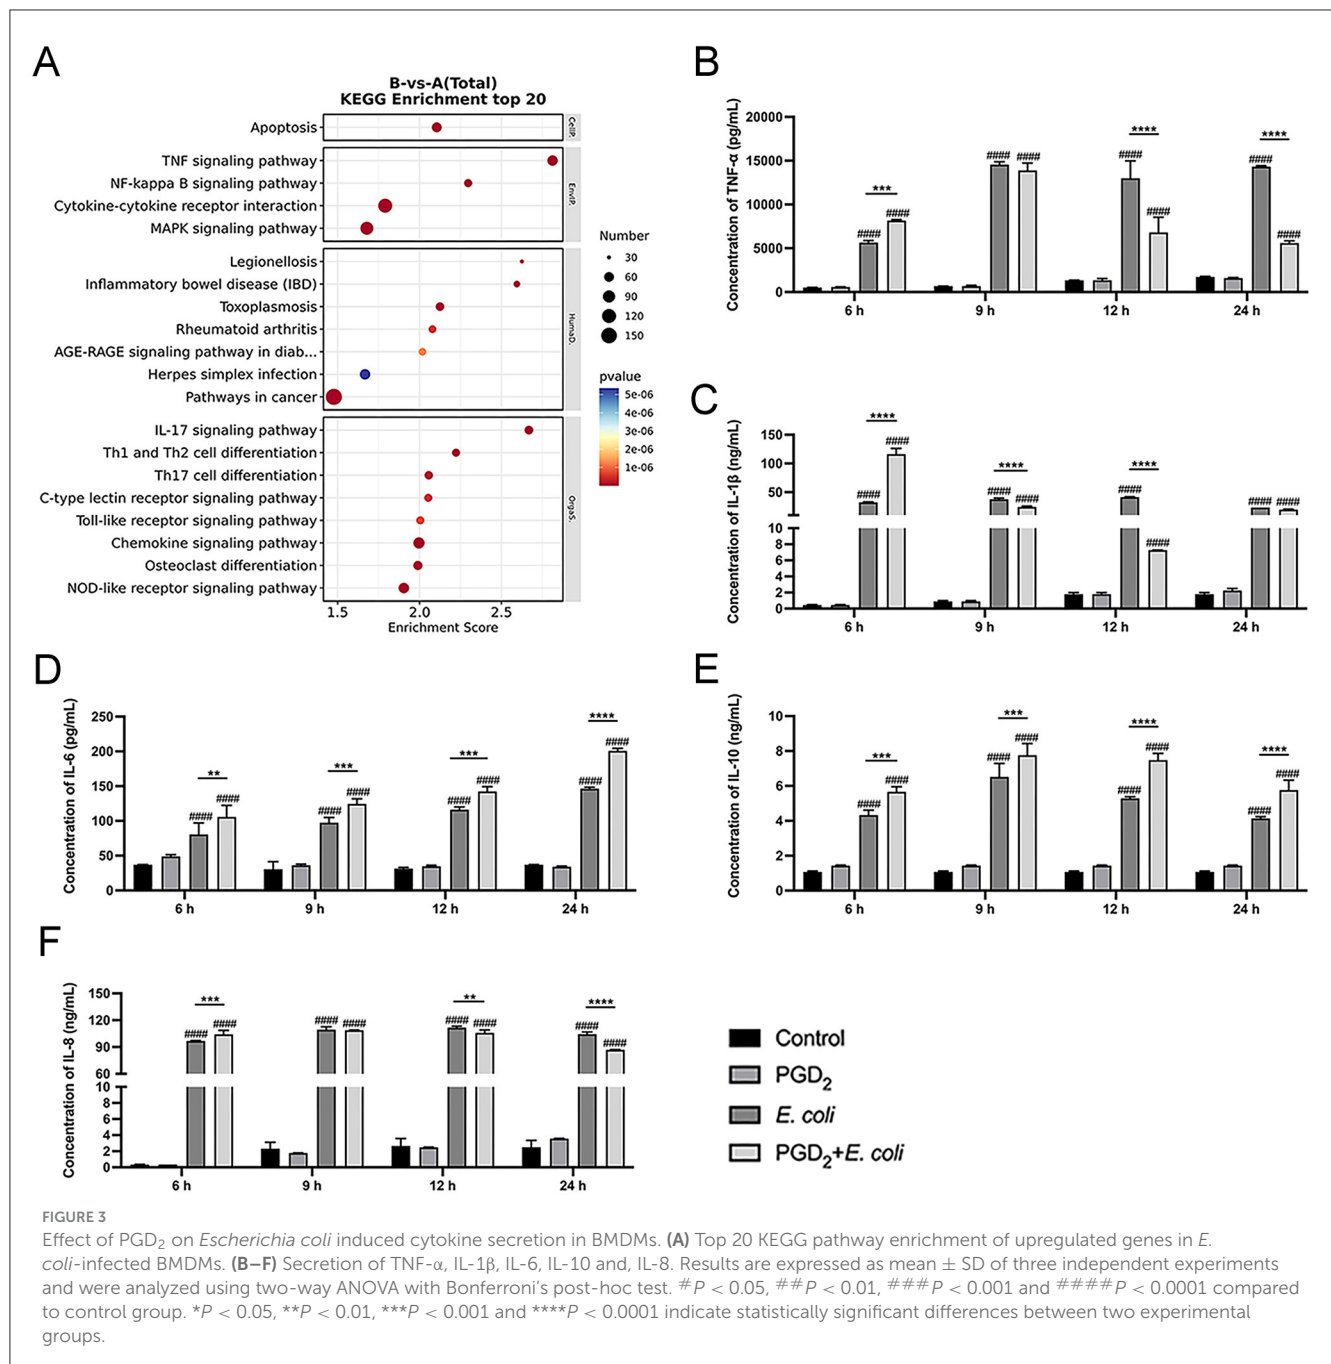 A
B-vs-A(Total)
KEGG Enrichment top 20
Apoptosis
CellP.
TNF signaling pathway
NF-kappa B signaling pathway
Cytokine-cytokine receptor interaction
MAPK signaling pathway
EnvIP.
Legionellosis
Inflammatory bowel disease (IBD)
Toxoplasmosis
Rheumatoid arthritis
AGE-RAGE signaling pathway in diab...
Herpes simplex infection
Pathways in cancer
HumaD.
IL-17 signaling pathway
Th1 and Th2 cell differentiation
Th17 cell differentiation
C-type lectin receptor signaling pathway
Toll-like receptor signaling pathway
Chemokine signaling pathway
Osteoclast differentiation
NOD-like receptor signaling pathway
OrgaS.
1.5 2.0 2.5
Enrichment Score
Number
30
60
90
120
150
pvalue
5e-06
4e-06
3e-06
2e-06
1e-06
B
Concentration of TNF-α (pg/mL)
20000
15000
10000
5000
0
#### #### *** #### #### #### #### **** #### #### ****
6 h 9 h 12 h 24 h
C
Concentration of IL-1β (ng/mL)
150
100
50
10
8
6
4
2
0
#### #### **** #### #### **** #### #### **** #### ####
6 h 9 h 12 h 24 h
D
Concentration of IL-6 (pg/mL)
250
200
150
100
50
0
#### #### ** #### #### *** #### #### *** #### #### ****
6 h 9 h 12 h 24 h
E
Concentration of IL-10 (ng/mL)
10
8
6
4
2
0
#### #### *** #### #### *** #### #### **** #### #### ****
6 h 9 h 12 h 24 h
F
Concentration of IL-8 (ng/mL)
150
120
90
60
10
8
6
4
2
0
#### #### *** #### #### #### #### ** #### #### ****
6 h 9 h 12 h 24 h
Control
PGD₂
E. coli
PGD₂+E. coli
FIGURE 3
Effect of PGD₂ on Escherichia coli induced cytokine secretion in BMDMs. (A) Top 20 KEGG pathway enrichment of upregulated genes in E.
coli-infected BMDMs. (B–F) Secretion of TNF-α, IL-1β, IL-6, IL-10 and, IL-8. Results are expressed as mean ± SD of three independent experiments
and were analyzed using two-way ANOVA with Bonferroni's post-hoc test. #P < 0.05, ##P < 0.01, ###P < 0.001 and ####P < 0.0001 compared
to control group. *P < 0.05, **P < 0.01, ***P < 0.001 and ****P < 0.0001 indicate statistically significant differences between two experimental
groups.